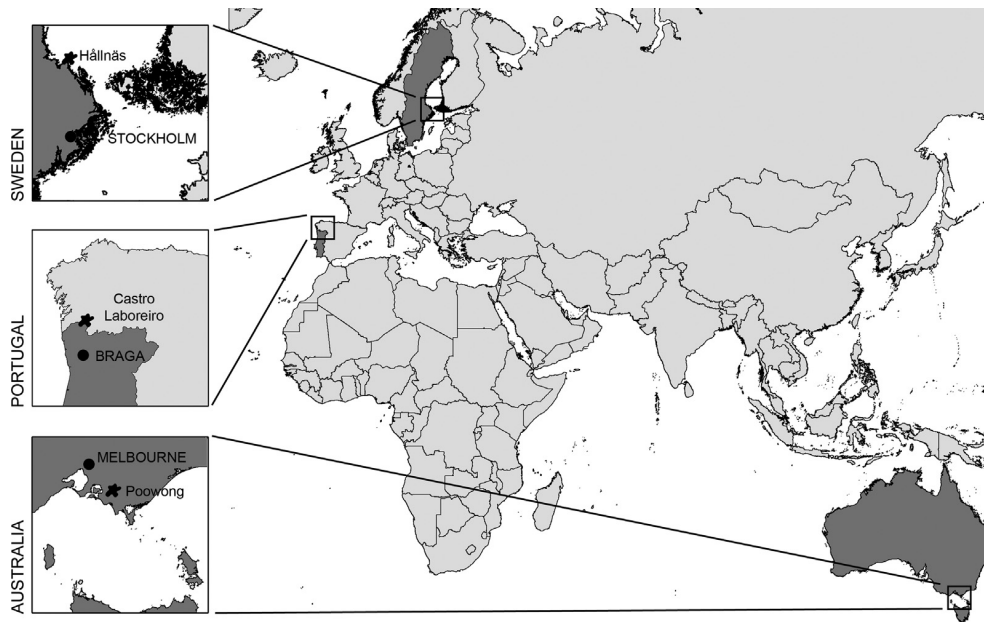 SWEDEN
Hållnäs
STOCKHOLM
PORTUGAL
Castro
Laboreiro
BRAGA
AUSTRALIA
MELBOURNE
Poowong